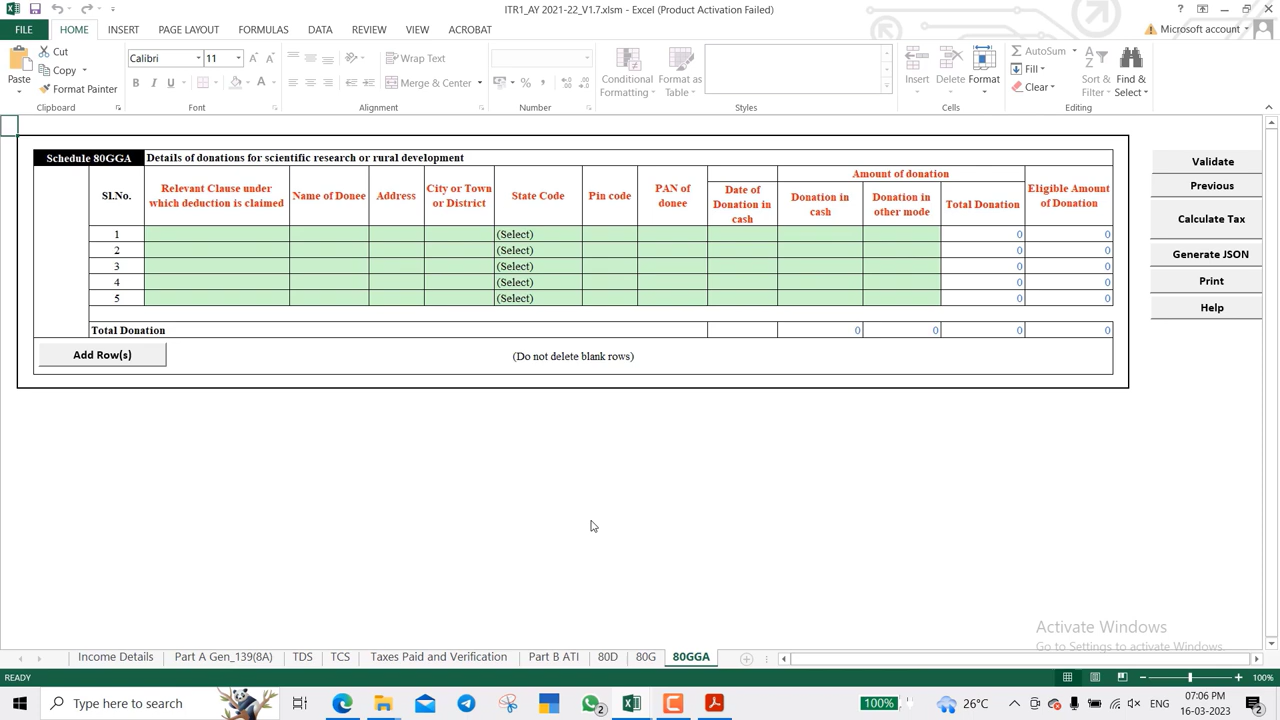 ITR1_AY 2021-22_V1.7.xlsm - Excel (Product Activation Failed)
FILE HOME INSERT PAGE LAYOUT FORMULAS DATA REVIEW VIEW ACROBAT Microsoft account
Paste Cut Copy Format Painter
Calibri 11
Wrap Text
Merge & Center
Conditional Formatting
Format as Table
Insert Delete Format
AutoSum Fill Clear
Sort & Filter
Find & Select
Clipboard Font Alignment Number Styles Cells Editing
Schedule 80GGA Details of donations for scientific research or rural development
Sl.No. Relevant Clause under which deduction is claimed Name of Donee Address City or Town or District State Code Pin code PAN of donee Date of Donation in cash Amount of donation Donation in cash Donation in other mode Total Donation Eligible Amount of Donation
1 (Select) 0 0
2 (Select) 0 0
3 (Select) 0 0
4 (Select) 0 0
5 (Select) 0 0
Total Donation 0 0 0 0
Add Row(s) (Do not delete blank rows)
Validate
Previous
Calculate Tax
Generate JSON
Print
Help
Activate Windows
Go to Settings to activate Windows.
Income Details Part A Gen_139(8A) TDS TCS Taxes Paid and Verification Part B ATI 80D 80G 80GGA
READY 100%
Type here to search 2 100% 26°C ENG 07:06 PM 16-03-2023 2